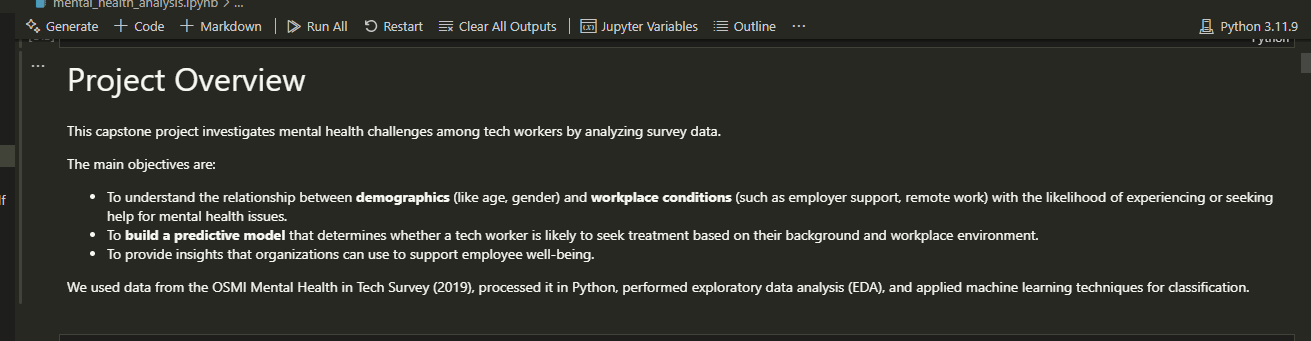 mental_health_analysis.ipynb > ...
Generate + Code + Markdown | Run All Restart Clear All Outputs | Jupyter Variables Outline ... Python 3.11.9
Python
...
Project Overview
This capstone project investigates mental health challenges among tech workers by analyzing survey data.
The main objectives are:
• To understand the relationship between demographics (like age, gender) and workplace conditions (such as employer support, remote work) with the likelihood of experiencing or seeking
help for mental health issues.
• To build a predictive model that determines whether a tech worker is likely to seek treatment based on their background and workplace environment.
• To provide insights that organizations can use to support employee well-being.
We used data from the OSMI Mental Health in Tech Survey (2019), processed it in Python, performed exploratory data analysis (EDA), and applied machine learning techniques for classification.